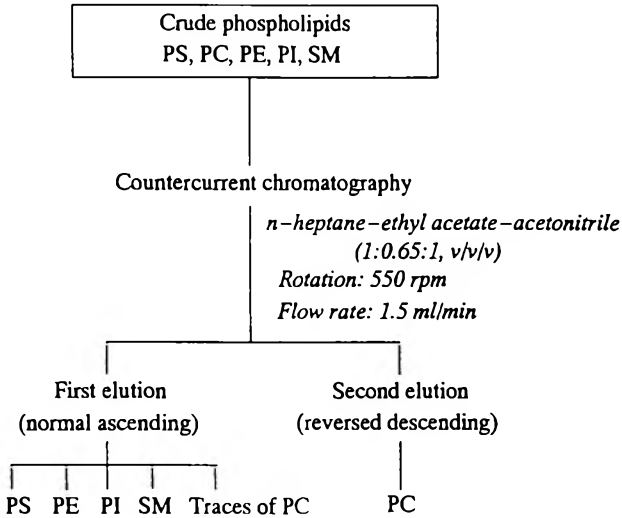 Crude phospholipids
PS, PC, PE, PI, SM
Countercurrent chromatography
n–heptane–ethyl acetate–acetonitrile
(1:0.65:1, v/v/v)
Rotation: 550 rpm
Flow rate: 1.5 ml/min
First elution
(normal ascending)
Second elution
(reversed descending)
PS PE PI SM Traces of PC PC